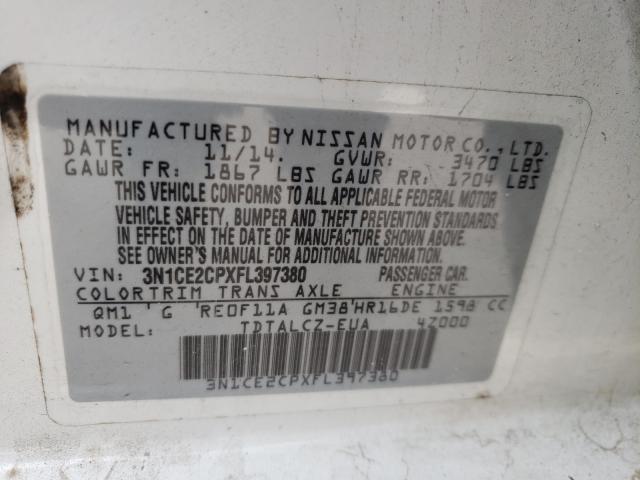 MANUFACTURED BY NISSAN MOTOR CO., LTD.
DATE: 11/14. GVWR: 3470 LBS
GAWR FR: 1867 LBS GAWR RR: 1704 LBS
THIS VEHICLE CONFORMS TO ALL APPLICABLE FEDERAL MOTOR
VEHICLE SAFETY, BUMPER AND THEFT PREVENTION STANDARDS
IN EFFECT ON THE DATE OF MANUFACTURE SHOWN ABOVE.
SEE OWNER'S MANUAL FOR ADDITIONAL INFORMATION.
VIN: 3N1CE2CPXFL397380 PASSENGER CAR.
COLOR TRIM TRANS AXLE ENGINE
QM1 ' G 'RE0F11A GM38'HR16DE 1598 CC
MODEL: TDTALCZ-EUA 4Z000
3N1CE2CPXFL397380